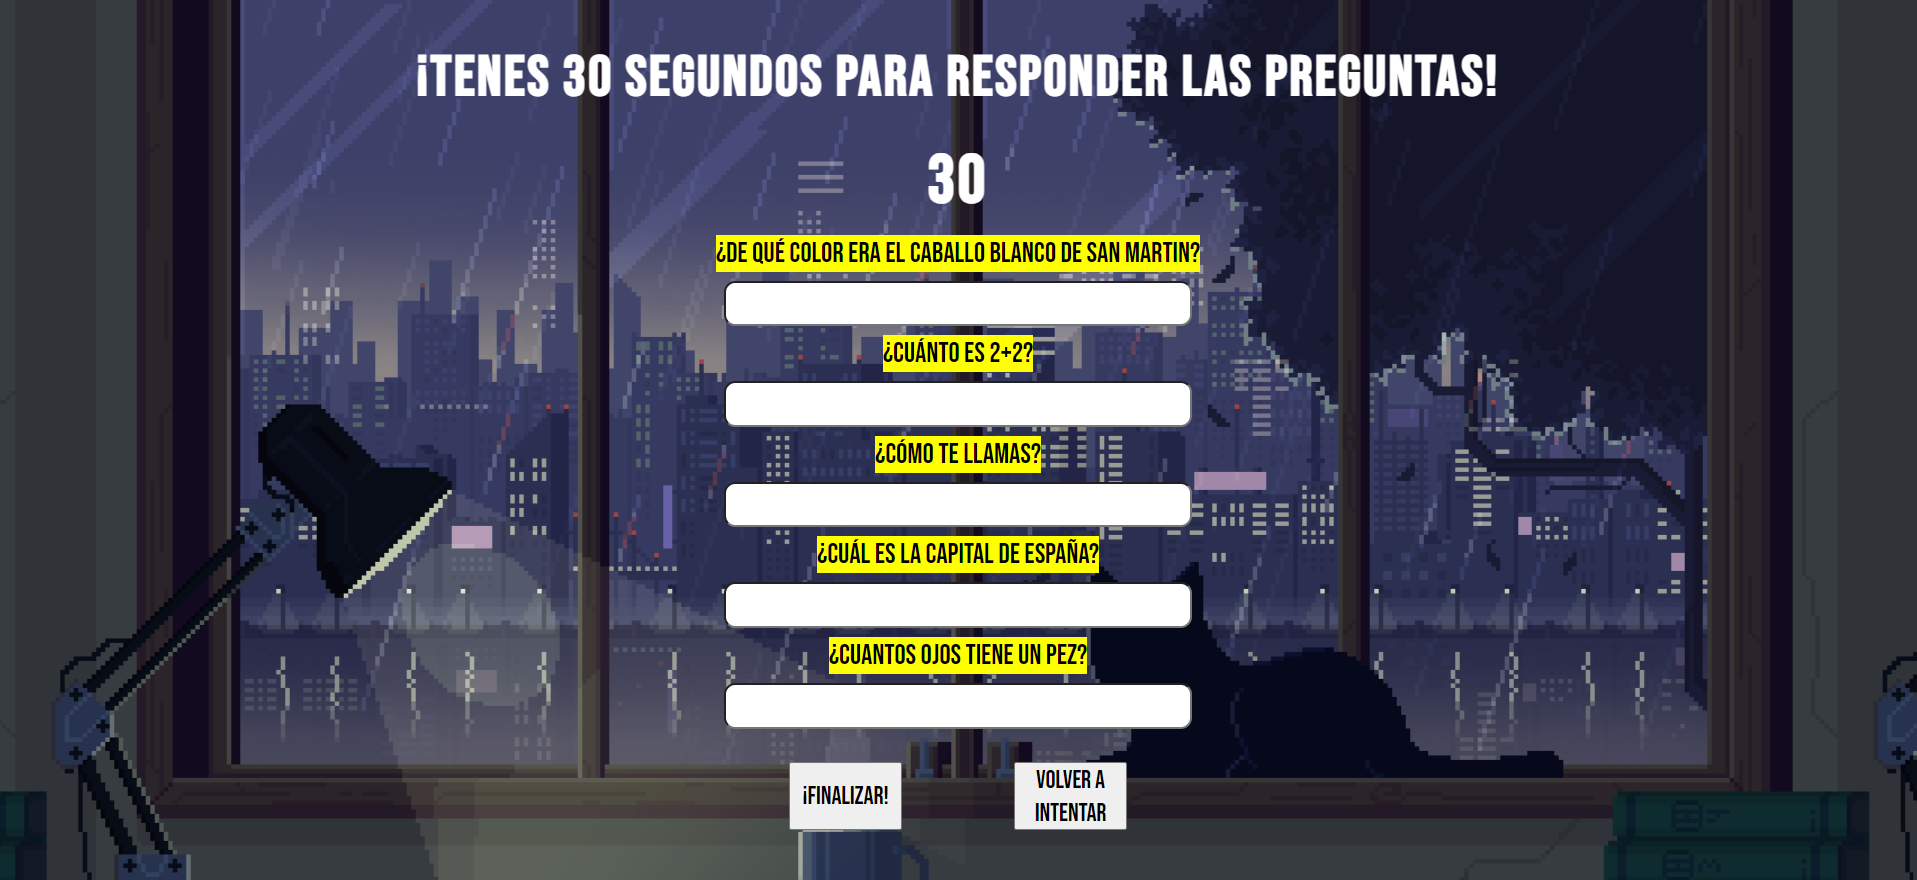 ¡TENES 30 SEGUNDOS PARA RESPONDER LAS PREGUNTAS!
30
¿DE QUÉ COLOR ERA EL CABALLO BLANCO DE SAN MARTIN?
¿CUÁNTO ES 2+2?
¿CÓMO TE LLAMAS?
¿CUÁL ES LA CAPITAL DE ESPAÑA?
¿CUANTOS OJOS TIENE UN PEZ?
¡FINALIZAR!
VOLVER A
INTENTAR